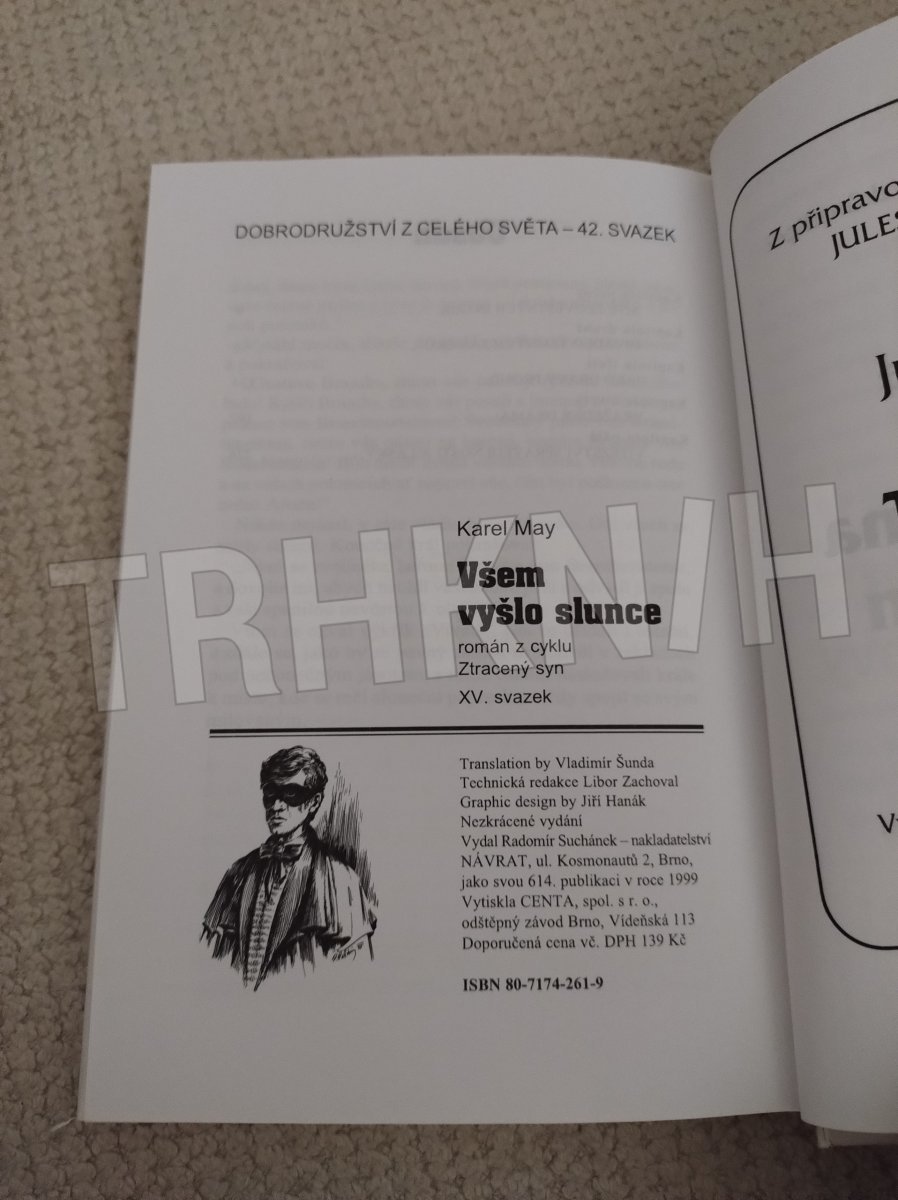 DOBRODRUŽSTVÍ Z CELÉHO SVĚTA – 42. SVAZEK
Karel May
Všem
vyšlo slunce
román z cyklu
Ztracený syn
XV. svazek
Translation by Vladimír Šunda
Technická redakce Libor Zachoval
Graphic design by Jiří Hanák
Nezkrácené vydání
Vydal Radomír Suchánek – nakladatelství
NÁVRAT, ul. Kosmonautů 2, Brno,
jako svou 614. publikaci v roce 1999
Vytiskla CENTA, spol. s r. o.,
odštěpný závod Brno, Vídeňská 113
Doporučená cena vč. DPH 139 Kč
ISBN 80-7174-261-9
Z připravo
JULES
TRHKNIH